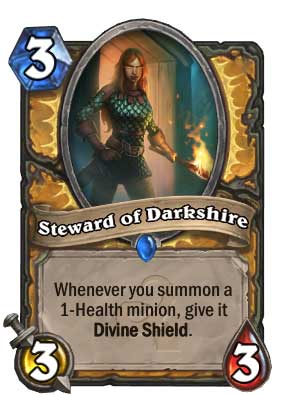 3
Steward of Darkshire
Whenever you summon a
1-Health minion, give it
Divine Shield.
3
3